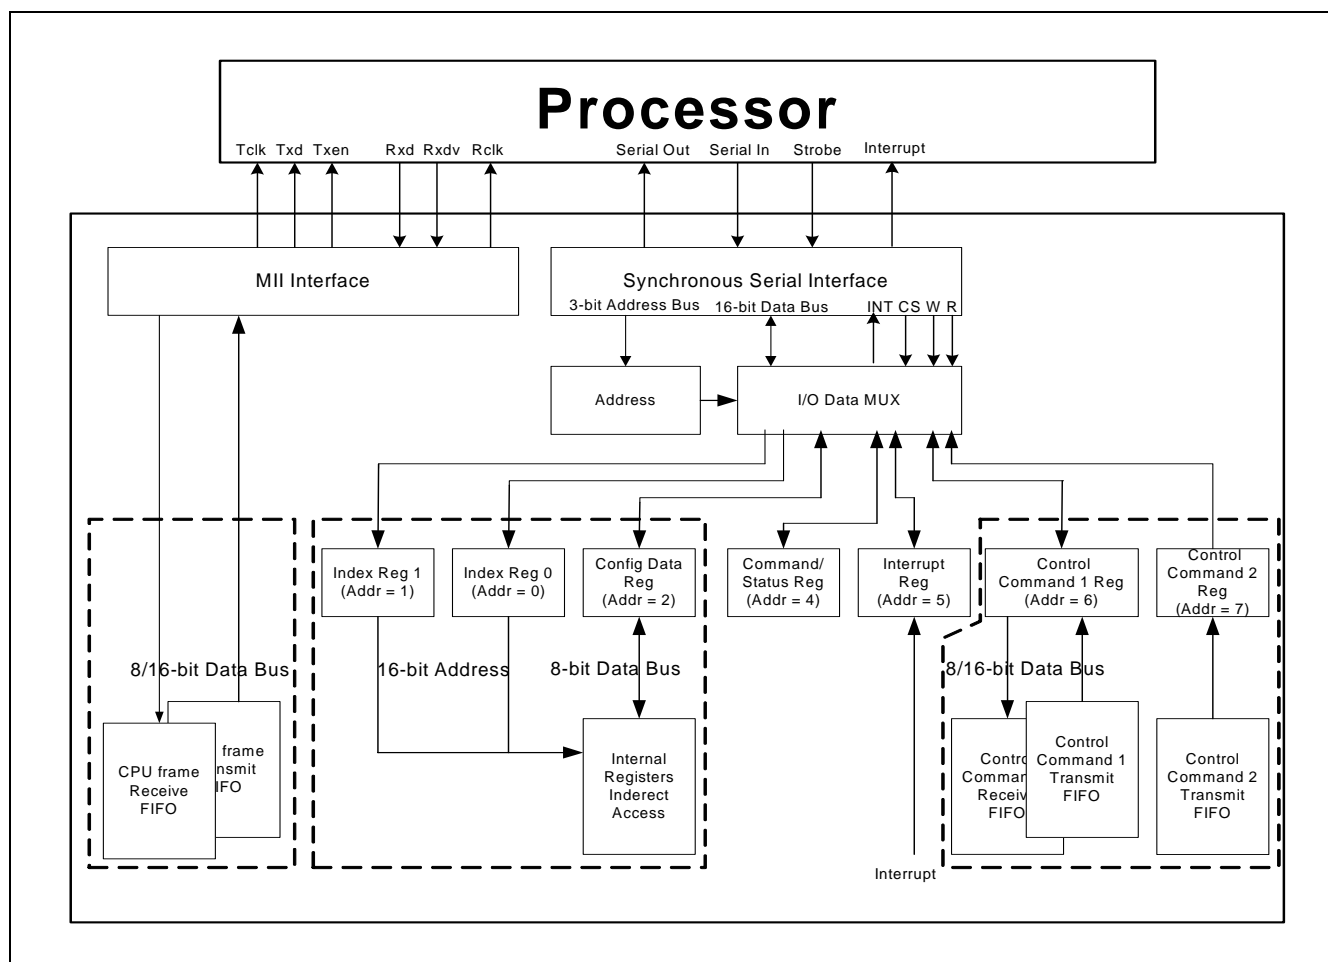 Processor
Tclk Txd Txen Rxd Rxdv Rclk Serial Out Serial In Strobe Interrupt
MII Interface
Synchronous Serial Interface
3-bit Address Bus 16-bit Data Bus INT CS W R
Address
I/O Data MUX
Index Reg 1
(Addr = 1)
Index Reg 0
(Addr = 0)
Config Data
Reg
(Addr = 2)
Command/
Status Reg
(Addr = 4)
Interrupt
Reg
(Addr = 5)
Control
Command 1 Reg
(Addr = 6)
Control
Command 2
Reg
(Addr = 7)
8/16-bit Data Bus
16-bit Address
8-bit Data Bus
8/16-bit Data Bus
CPU frame
Receive
FIFO
frame
Internal
Registers
Inderect
Access
Control
Command 1
Transmit
FIFO
Command
FIFO
Control
Command 2
Transmit
FIFO
Interrupt